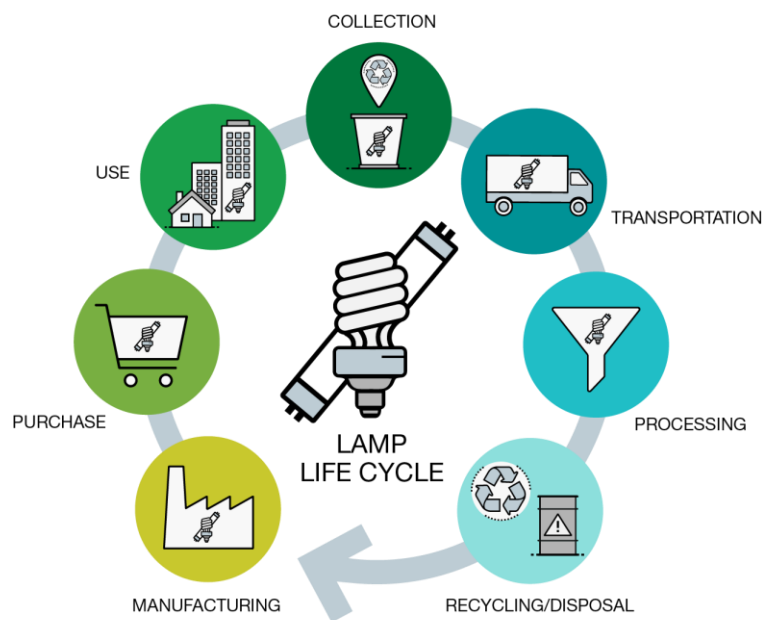 COLLECTION
USE
TRANSPORTATION
PURCHASE
PROCESSING
LAMP
LIFE CYCLE
MANUFACTURING
RECYCLING/DISPOSAL
!